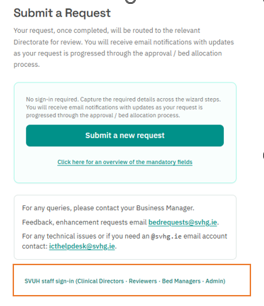 Submit a Request
Your request, once completed, will be routed to the relevant
Directorate for review. You will receive email notifications with updates
as your request is progressed through the approval / bed allocation
process.
No sign-in required. Capture the required details across the wizard steps.
You will receive email notifications with updates as your request is
progressed through the approval / bed allocation process.
Submit a new request
Click here for an overview of the mandatory fields
For any queries, please contact your Business Manager.
Feedback, enhancement requests email bedrequests@svhg.ie.
For any technical issues or if you need an @svhg.ie email account
contact: icthelpdesk@svhg.ie.
SVUH staff sign-in (Clinical Directors · Reviewers · Bed Managers · Admin)